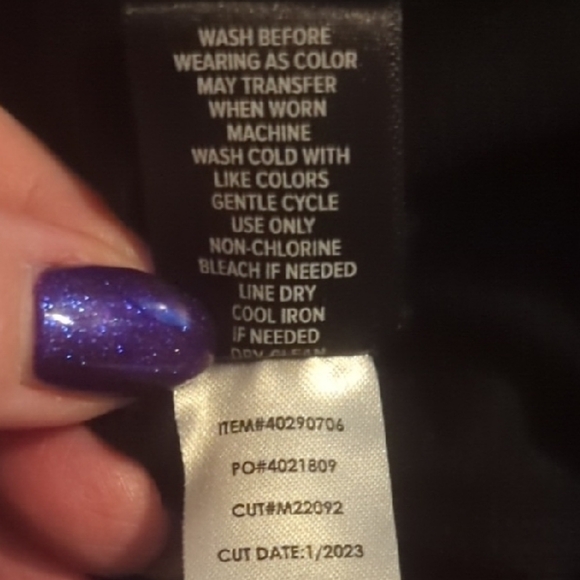 WASH BEFORE
WEARING AS COLOR
MAY TRANSFER
WHEN WORN
MACHINE
WASH COLD WITH
LIKE COLORS
GENTLE CYCLE
USE ONLY
NON-CHLORINE
BLEACH IF NEEDED
LINE DRY
COOL IRON
IF NEEDED
DRY CLEAN
ITEM#40290706
PO#4021809
CUT#M22092
CUT DATE:1/2023